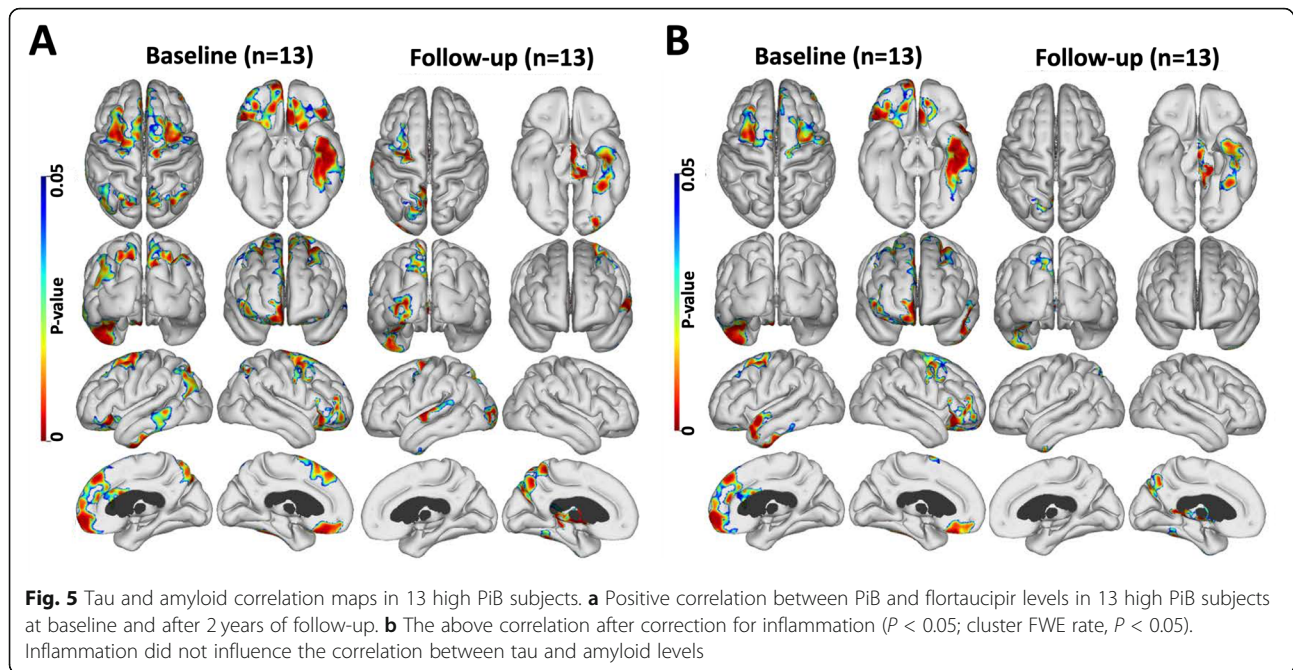 A
Baseline (n=13)
Follow-up (n=13)
0.05
P-value
0
B
Baseline (n=13)
Follow-up (n=13)
0.05
P-value
0
Fig. 5 Tau and amyloid correlation maps in 13 high PiB subjects. a Positive correlation between PiB and flortaucipir levels in 13 high PiB subjects
at baseline and after 2 years of follow-up. b The above correlation after correction for inflammation (P < 0.05; cluster FWE rate, P < 0.05).
Inflammation did not influence the correlation between tau and amyloid levels